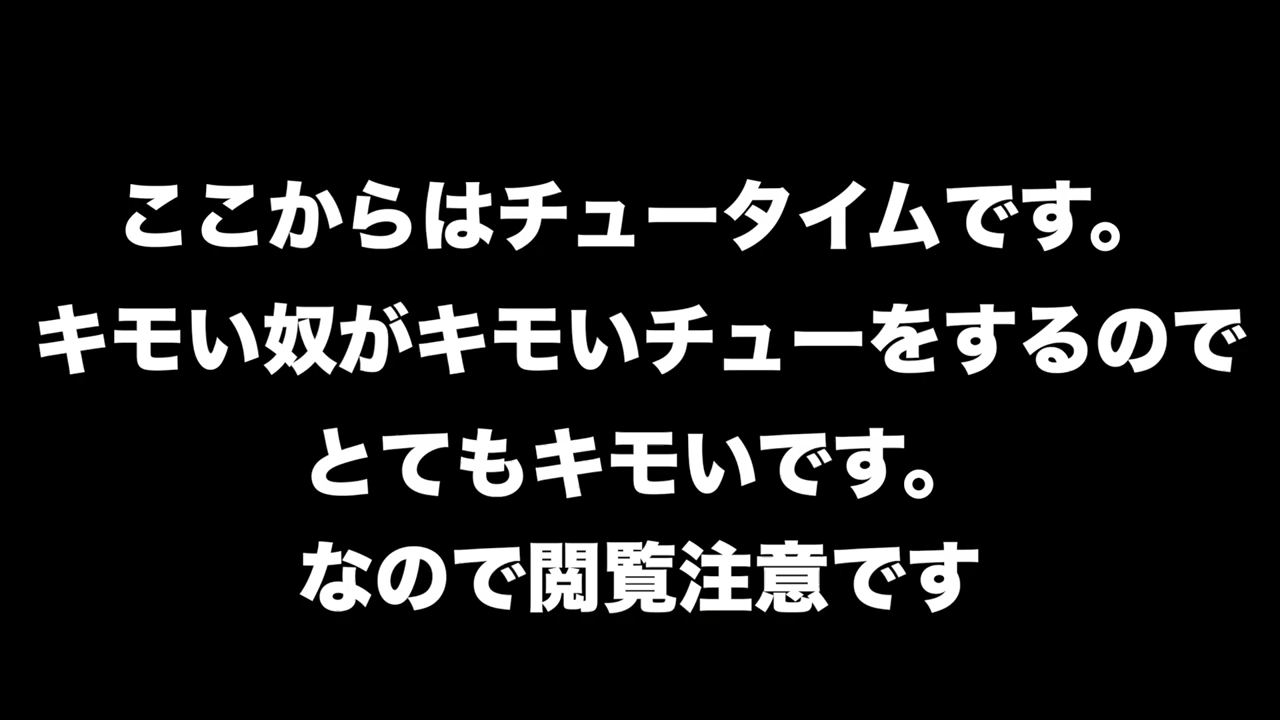 ここからはチュータイムです。
キモい奴がキモいチューをするので
とてもキモいです。
なので閲覧注意です